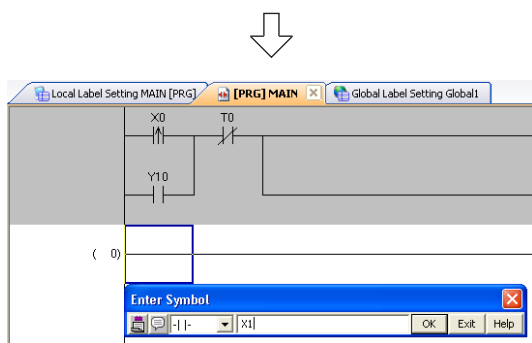 Local Label Setting MAIN [PRG] [PRG] MAIN Global Label Setting Global1
X0 T0
Y10
( 0)
Enter Symbol
-| |- X1 OK Exit Help